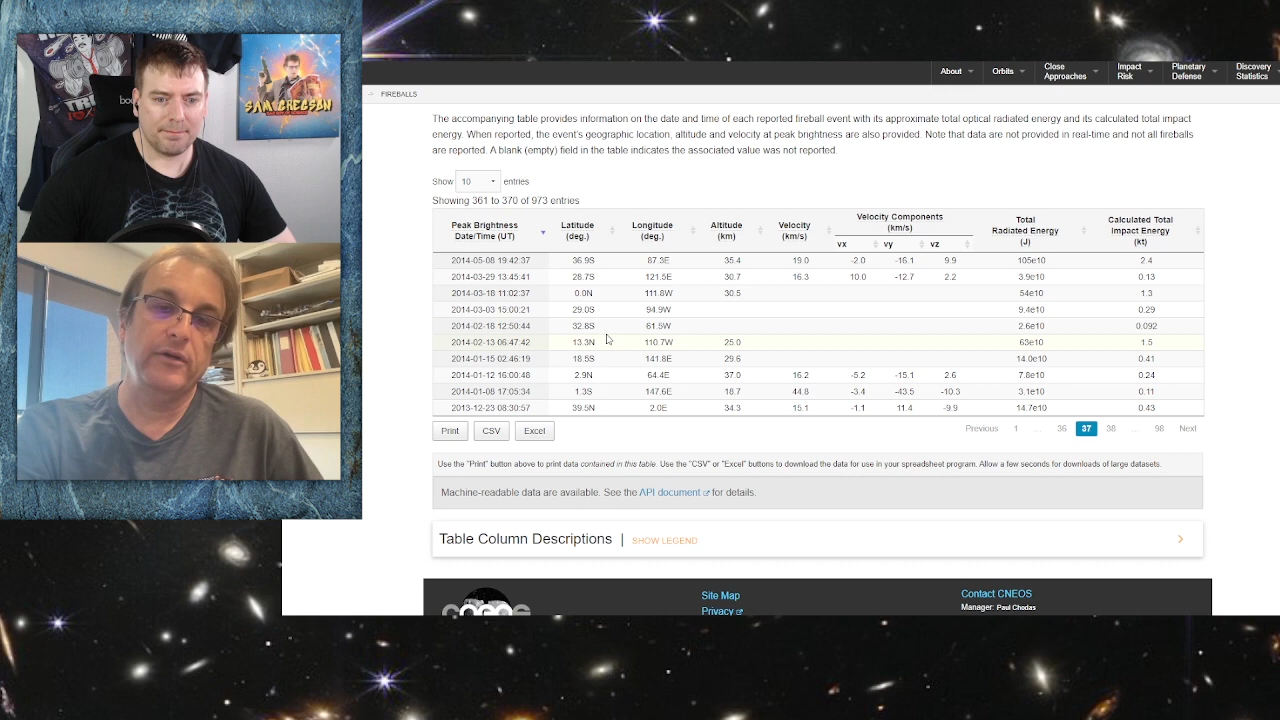 SAM GREGSON
About
Orbits
Close Approaches
Impact Risk
Planetary Defense
Discovery Statistics
FIREBALLS
The accompanying table provides information on the date and time of each reported fireball event with its approximate total optical radiated energy and its calculated total impact
energy. When reported, the event's geographic location, altitude and velocity at peak brightness are also provided. Note that data are not provided in real-time and not all fireballs
are reported. A blank (empty) field in the table indicates the associated value was not reported.
Show 10 entries
Showing 361 to 370 of 973 entries
Peak Brightness Date/Time (UT) Latitude (deg.) Longitude (deg.) Altitude (km) Velocity (km/s) Velocity Components (km/s) vx vy vz Total Radiated Energy (J) Calculated Total Impact Energy (kt)
2014-05-08 19:42:37 36.9S 87.3E 35.4 19.0 -2.0 -16.1 9.9 105e10 2.4
2014-03-29 13:45:41 28.7S 121.5E 30.7 16.3 10.0 -12.7 2.2 3.9e10 0.13
2014-03-18 11:02:37 0.0N 111.8W 30.5 54e10 1.3
2014-03-03 15:00:21 29.0S 94.9W 9.4e10 0.29
2014-02-18 12:50:44 32.8S 61.5W 2.6e10 0.092
2014-02-13 06:47:42 13.3N 110.7W 25.0 63e10 1.5
2014-01-15 02:46:19 18.5S 141.8E 29.6 14.0e10 0.41
2014-01-12 16:00:48 2.9N 64.4E 37.0 16.2 -5.2 -15.1 2.6 7.8e10 0.24
2014-01-08 17:05:34 1.3S 147.6E 18.7 44.8 -3.4 -43.5 -10.3 3.1e10 0.11
2013-12-23 08:30:57 39.5N 2.0E 34.3 15.1 -1.1 11.4 -9.9 14.7e10 0.43
Print CSV Excel
Previous 1 ... 36 37 38 ... 98 Next
Use the "Print" button above to print data contained in this table. Use the "CSV" or "Excel" buttons to download the data for use in your spreadsheet program. Allow a few seconds for downloads of large datasets.
Machine-readable data are available. See the API document for details.
Table Column Descriptions | SHOW LEGEND
Site Map
Privacy
Contact CNEOS
Manager: Paul Chodas